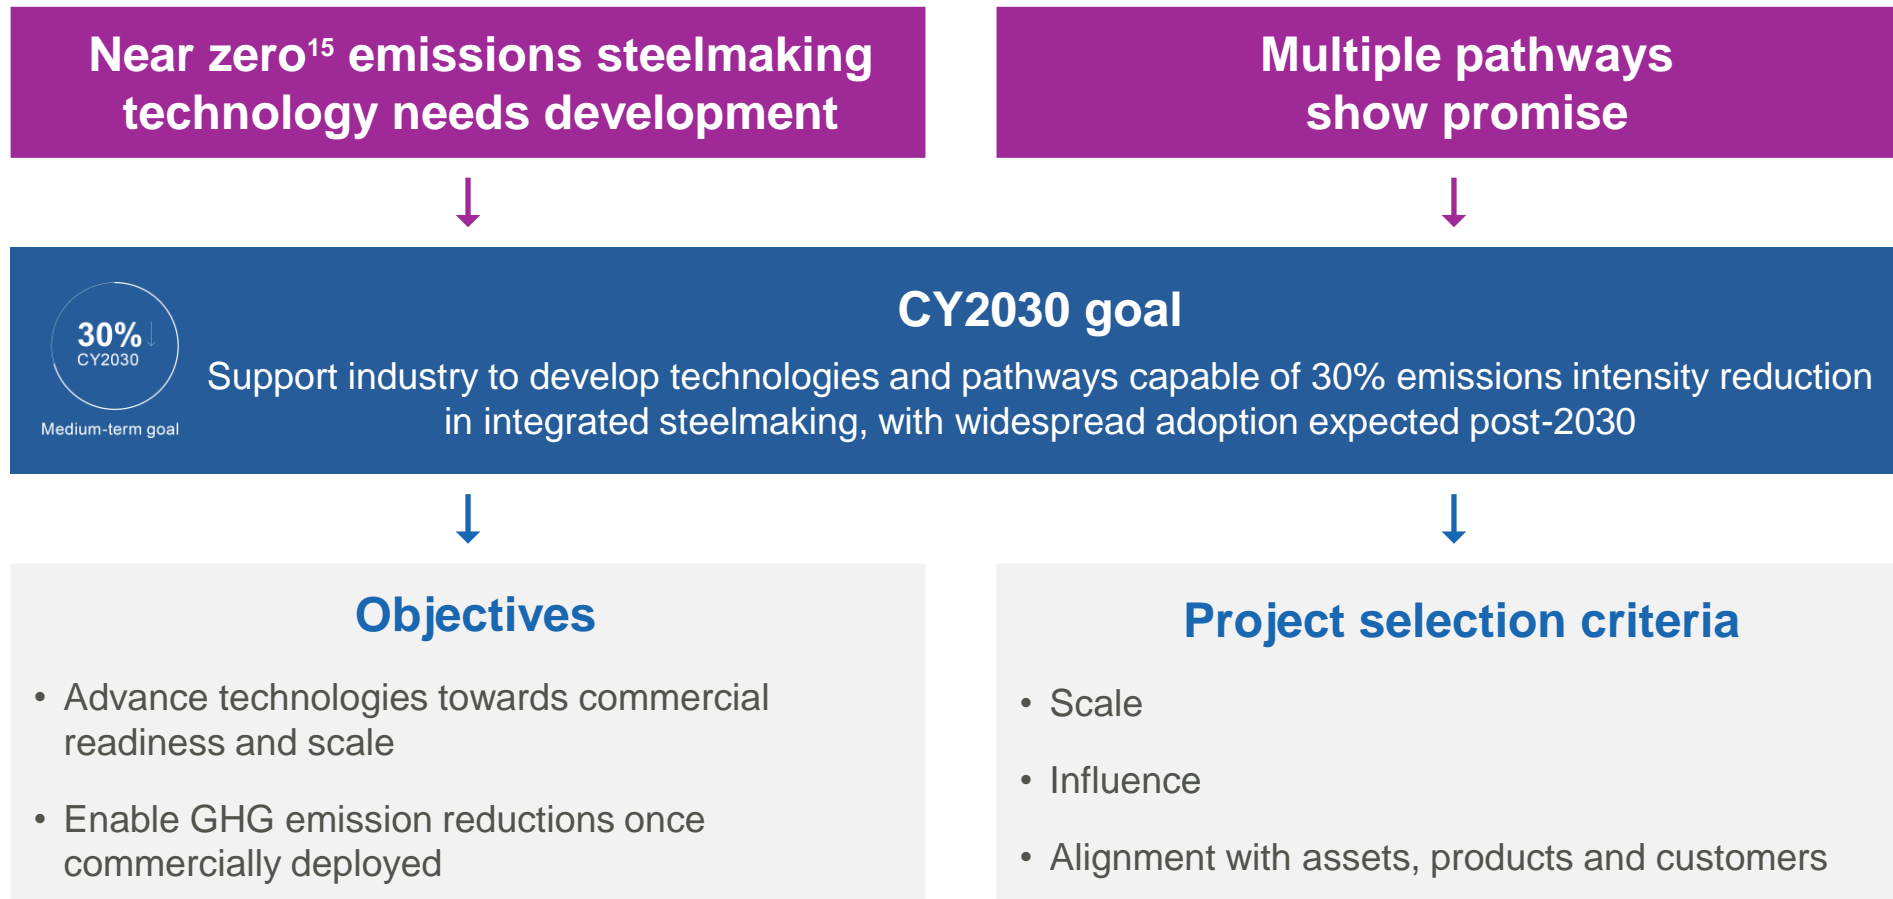 Near zero¹⁵ emissions steelmaking
technology needs development
Multiple pathways
show promise
30%↓
CY2030
Medium-term goal
CY2030 goal
Support industry to develop technologies and pathways capable of 30% emissions intensity reduction
in integrated steelmaking, with widespread adoption expected post-2030
Objectives
• Advance technologies towards commercial
readiness and scale
• Enable GHG emission reductions once
commercially deployed
Project selection criteria
• Scale
• Influence
• Alignment with assets, products and customers